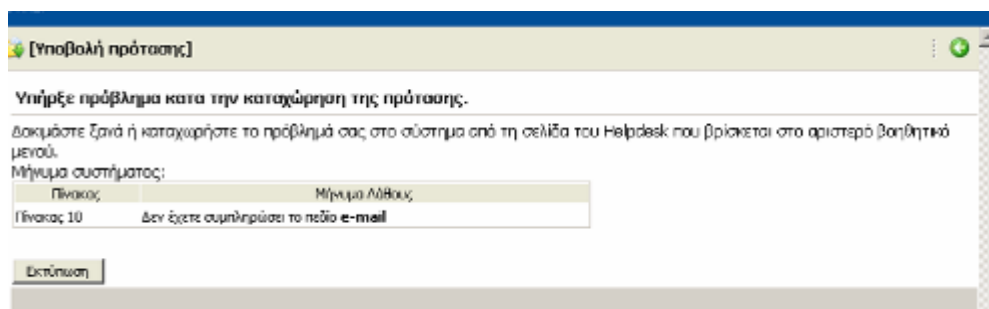 [Υποβολή πρότασης]
Υπήρξε πρόβλημα κατα την καταχώρηση της πρότασης.
Δοκιμάστε ξανά ή καταχωρήστε το πρόβλημά σας στο σύστημα από τη σελίδα του Helpdesk που βρίσκεται στο αριστερό βοηθητικό
μενού.
Μήνυμα συστήματος:
Πίνακας Μήνυμα Λάθους
Πίνακας 10 Δεν έχετε συμπληρώσει το πεδίο e-mail
Εκτύπωση